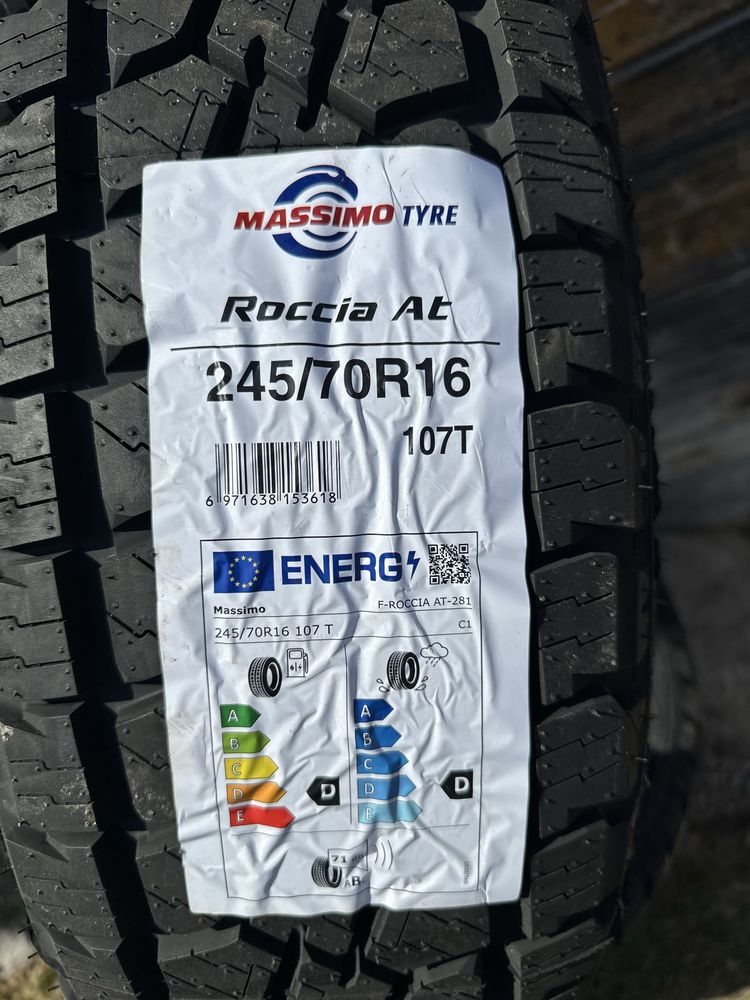 MASSIMO TYRE
Roccia At
245/70R16
107T
6 971638 153618
ENERG
Massimo F-ROCCIA AT-281
245/70R16 107 T C1
A A
B B
C C
D D D D
E E
71 dB
AB